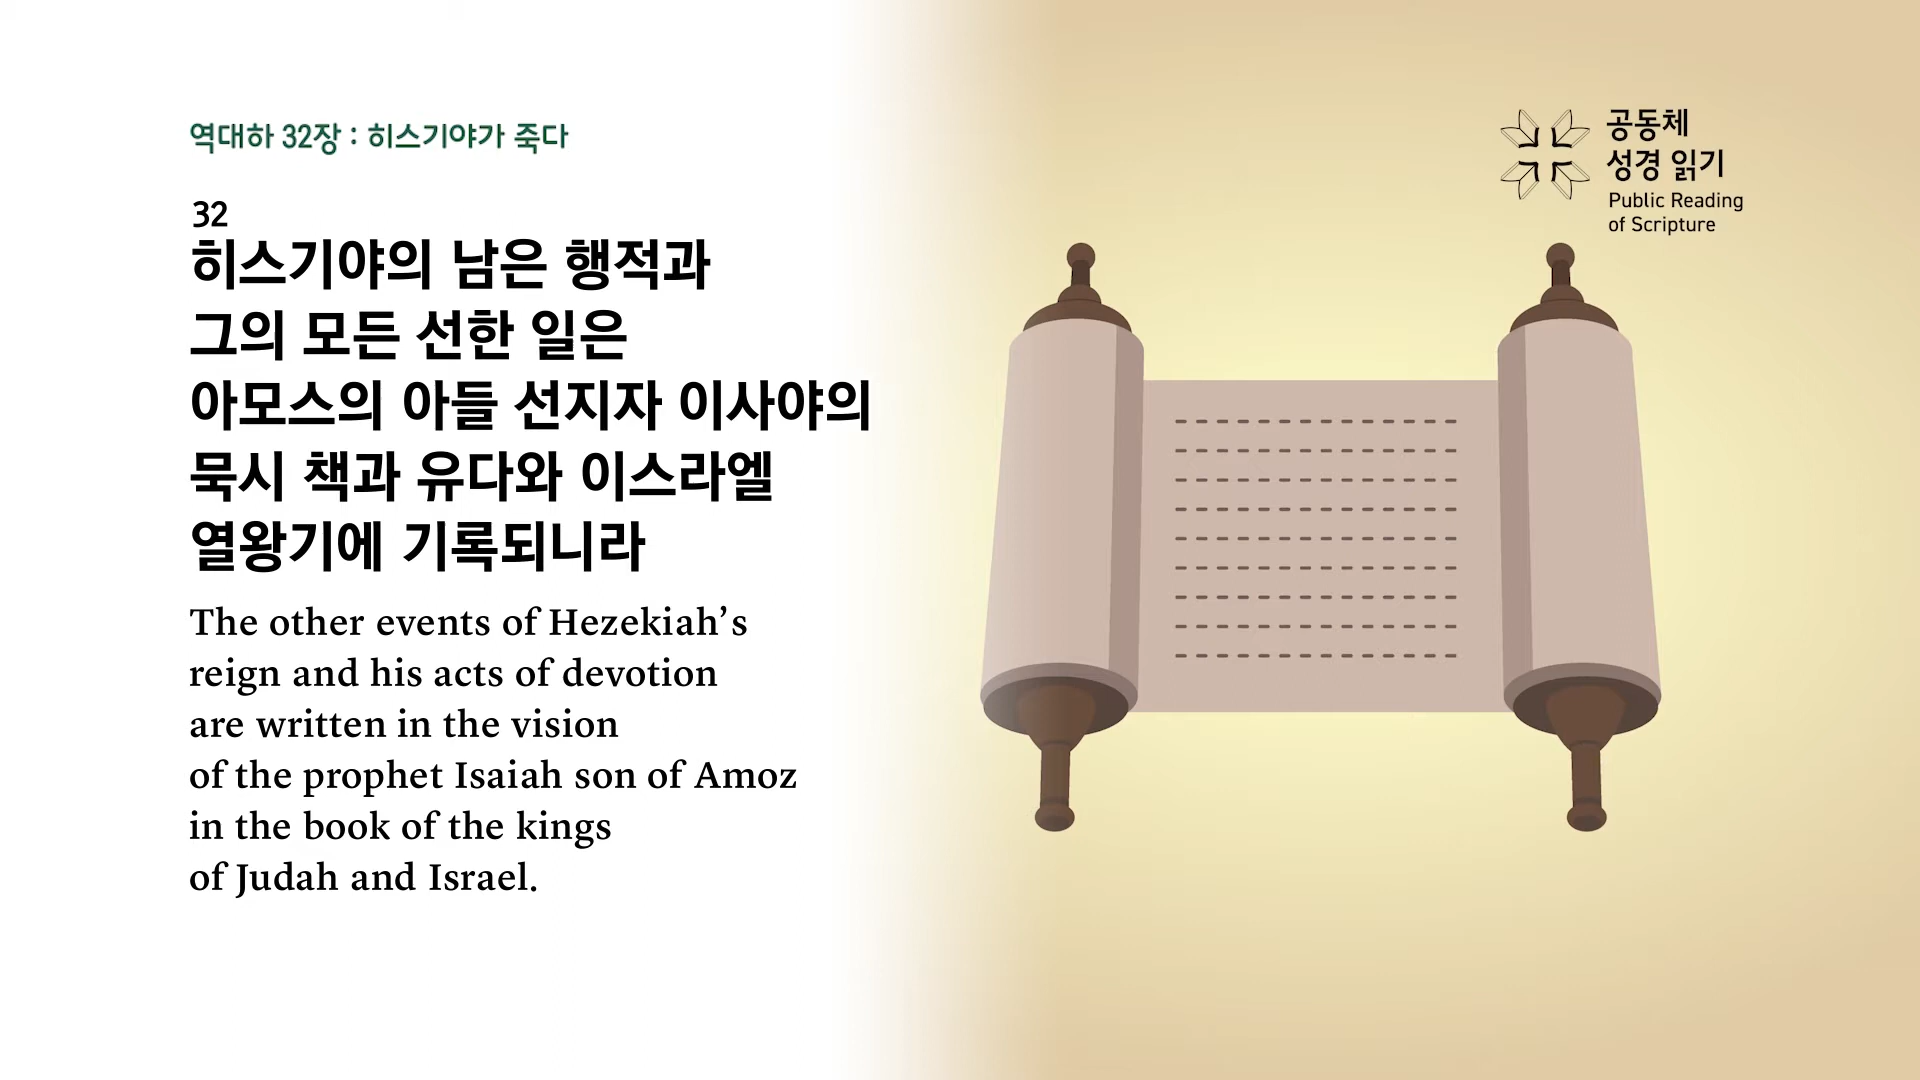 역대하 32장 : 히스기야가 죽다
32
히스기야의 남은 행적과
그의 모든 선한 일은
아모스의 아들 선지자 이사야의
묵시 책과 유다와 이스라엘
열왕기에 기록되니라
The other events of Hezekiah’s
reign and his acts of devotion
are written in the vision
of the prophet Isaiah son of Amoz
in the book of the kings
of Judah and Israel.
공동체
성경 읽기
Public Reading
of Scripture